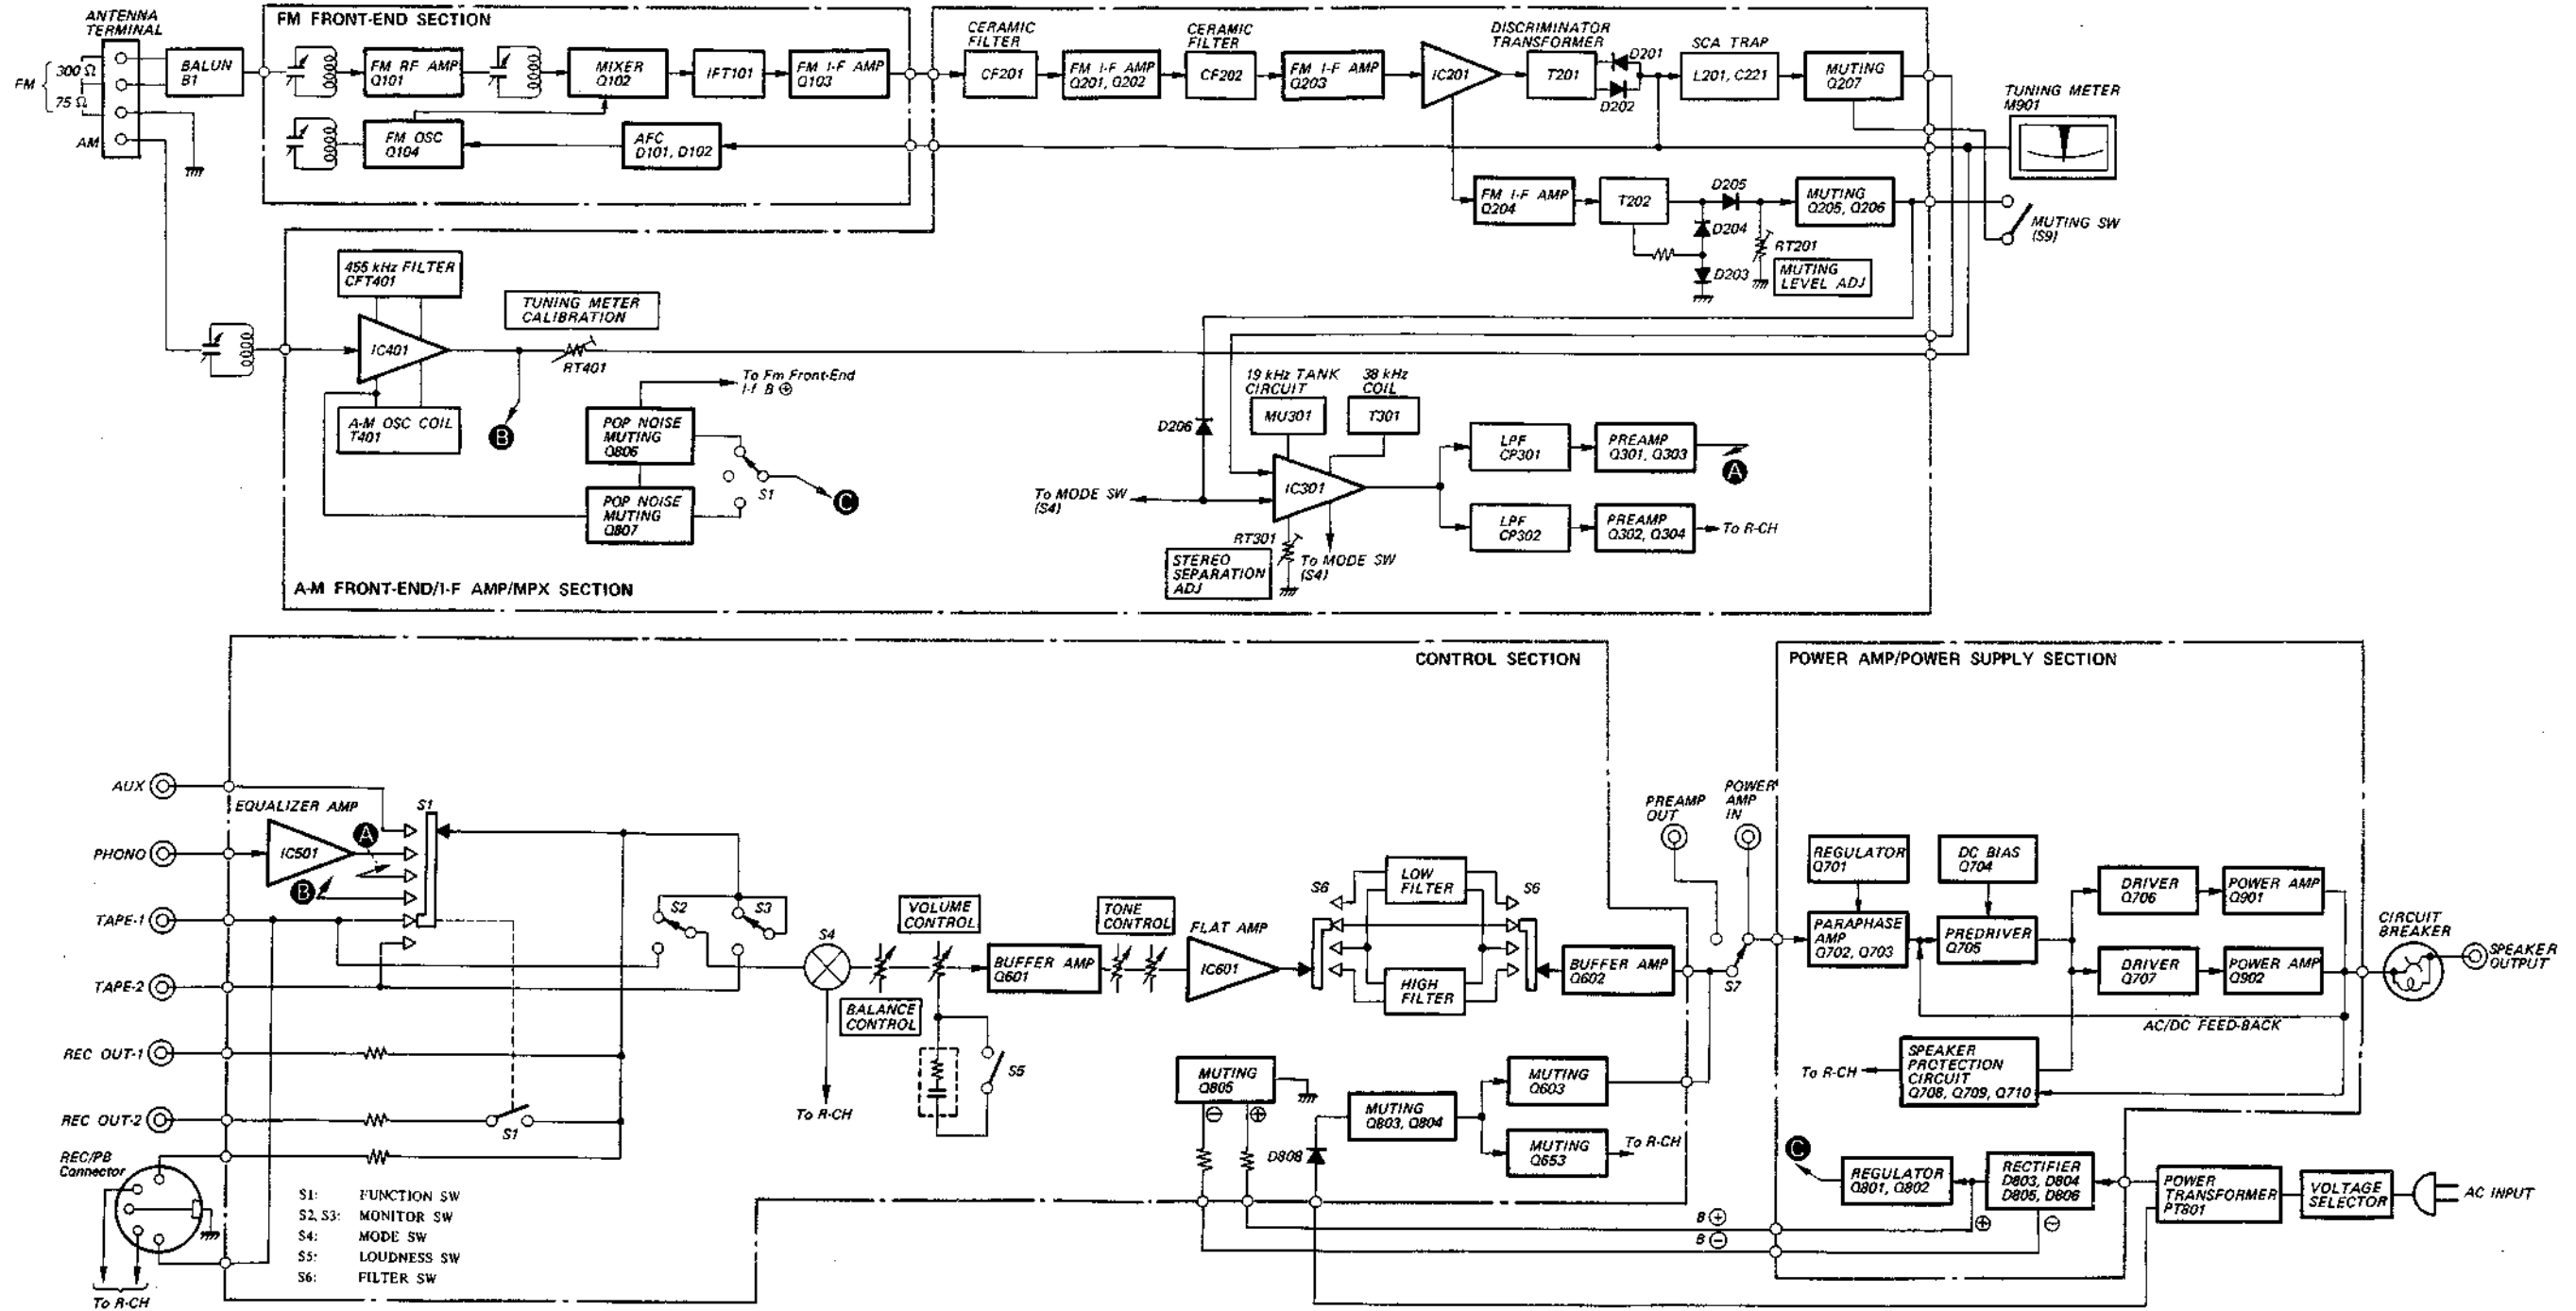 ANTENNA
TERMINAL
FM
300 Ω
75 Ω
AM
BALUN
B1
FM FRONT-END SECTION
FM RF AMP
Q101
MIXER
Q102
IFT101
FM I-F AMP
Q103
FM OSC
Q104
AFC
D101, D102
CERAMIC
FILTER
CF201
FM I-F AMP
Q201, Q202
CERAMIC
FILTER
CF202
FM I-F AMP
Q203
IC201
DISCRIMINATOR
TRANSFORMER
T201
D201
D202
SCA TRAP
L201, C221
MUTING
Q207
TUNING METER
M901
FM I-F AMP
Q204
T202
D205
D204
D203
MUTING
Q205, Q206
RT201
MUTING
LEVEL ADJ
MUTING SW
(S9)
455 kHz FILTER
CFT401
IC401
A-M OSC COIL
T401
TUNING METER
CALIBRATION
RT401
B
To Fm Front-End
I-f B ⊕
POP NOISE
MUTING
Q806
POP NOISE
MUTING
Q807
S1
C
A-M FRONT-END/I-F AMP/MPX SECTION
D206
19 kHz TANK
CIRCUIT
MU301
38 kHz
COIL
T301
To MODE SW
(S4)
IC301
RT301
STEREO
SEPARATION
ADJ
To MODE SW
(S4)
LPF
CP301
PREAMP
Q301, Q303
A
LPF
CP302
PREAMP
Q302, Q304
To R-CH
CONTROL SECTION
POWER AMP/POWER SUPPLY SECTION
AUX
PHONO
TAPE-1
TAPE-2
REC OUT-1
REC OUT-2
REC/PB
Connector
To R-CH
EQUALIZER AMP
IC501
A
B
S1
S1
S2
S3
S4
To R-CH
BALANCE
CONTROL
VOLUME
CONTROL
S5
BUFFER AMP
Q601
TONE
CONTROL
FLAT AMP
IC601
S6
LOW
FILTER
HIGH
FILTER
S6
BUFFER AMP
Q602
PREAMP
OUT
POWER
AMP
IN
S7
REGULATOR
Q701
DC BIAS
Q704
PARAPHASE
AMP
Q702, Q703
PREDRIVER
Q705
DRIVER
Q706
POWER AMP
Q901
DRIVER
Q707
POWER AMP
Q902
CIRCUIT
BREAKER
SPEAKER
OUTPUT
AC/DC FEED-BACK
SPEAKER
PROTECTION
CIRCUIT
Q708, Q709, Q710
To R-CH
MUTING
Q805
⊖ ⊕
D808
MUTING
Q803, Q804
MUTING
Q603
MUTING
Q653
To R-CH
B ⊕
B ⊖
C
REGULATOR
Q801, Q802
RECTIFIER
D803, D804
D805, D806
⊕ ⊖
POWER
TRANSFORMER
PT801
VOLTAGE
SELECTOR
AC INPUT
S1: FUNCTION SW
S2, S3: MONITOR SW
S4: MODE SW
S5: LOUDNESS SW
S6: FILTER SW